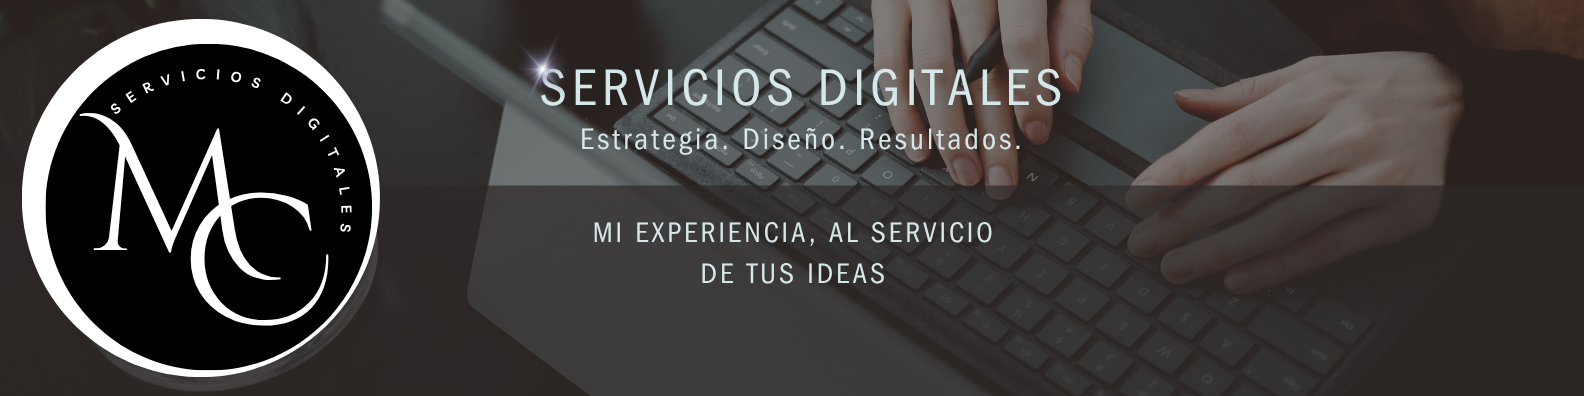 SERVICIOS DIGITALES
MC
SERVICIOS DIGITALES
Estrategia. Diseño. Resultados.
MI EXPERIENCIA, AL SERVICIO
DE TUS IDEAS